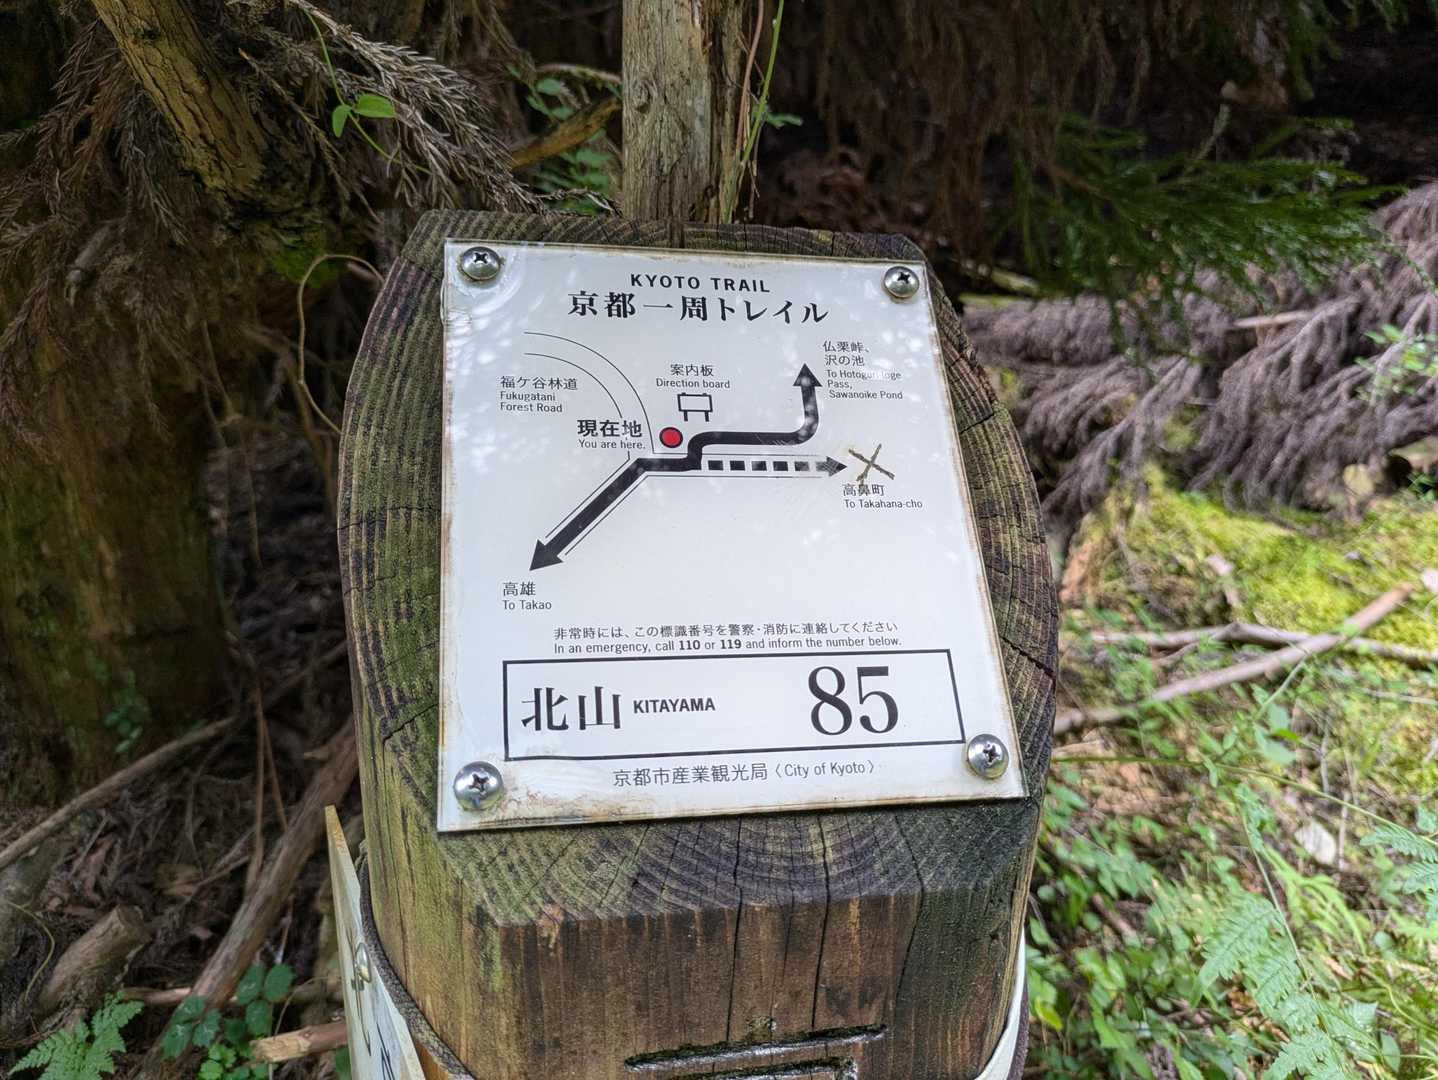 KYOTO TRAIL
京都一周トレイル
仏栗峠、
沢の池
To Hotoguri-toge
Pass,
Sawanoike Pond
案内板
Direction board
福ケ谷林道
Fukugatani
Forest Road
現在地
You are here.
高鼻町
To Takahana-cho
高雄
To Takao
非常時には、この標識番号を警察・消防に連絡してください
In an emergency, call 110 or 119 and inform the number below.
北山 KITAYAMA 85
京都市産業観光局〈City of Kyoto〉